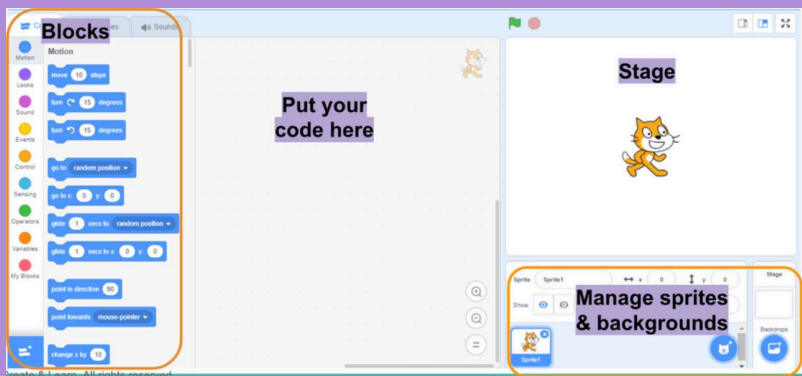 Blocks
Sounds
Motion
Looks
Sound
Events
Control
Sensing
Operators
Variables
My Blocks
Motion
move 10 steps
turn 15 degrees
turn 15 degrees
go to random position
go to x: 0 y: 0
glide 1 secs to random position
glide 1 secs to x: 0 y: 0
point in direction 90
point towards mouse-pointer
change x by 10
Put your
code here
Stage
Sprite Sprite1 x 0 y 0
Show
Manage sprites
& backgrounds
Sprite1
Stage
Backdrops
Create & Learn. All rights reserved.